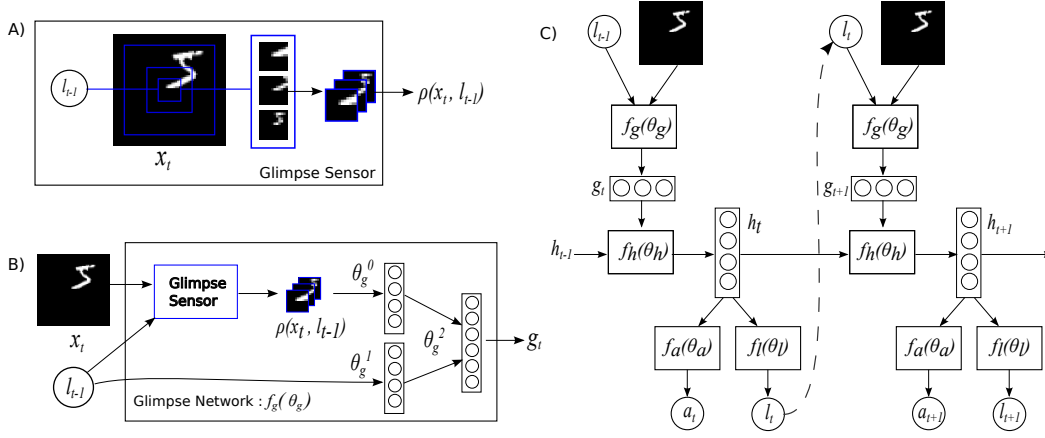 A)
l_{t-1}
x_t
ρ(x_t, l_{t-1})
Glimpse Sensor
B)
x_t
l_{t-1}
Glimpse
Sensor
ρ(x_t, l_{t-1})
θ_g^0
θ_g^1
θ_g^2
g_t
Glimpse Network : f_g(θ_g)
C)
l_{t-1}
l_t
f_g(θ_g)
f_g(θ_g)
g_t
g_{t+1}
h_{t-1}
f_h(θ_h)
h_t
f_h(θ_h)
h_{t+1}
f_a(θ_a)
f_l(θ_l)
f_a(θ_a)
f_l(θ_l)
a_t
l_t
a_{t+1}
l_{t+1}